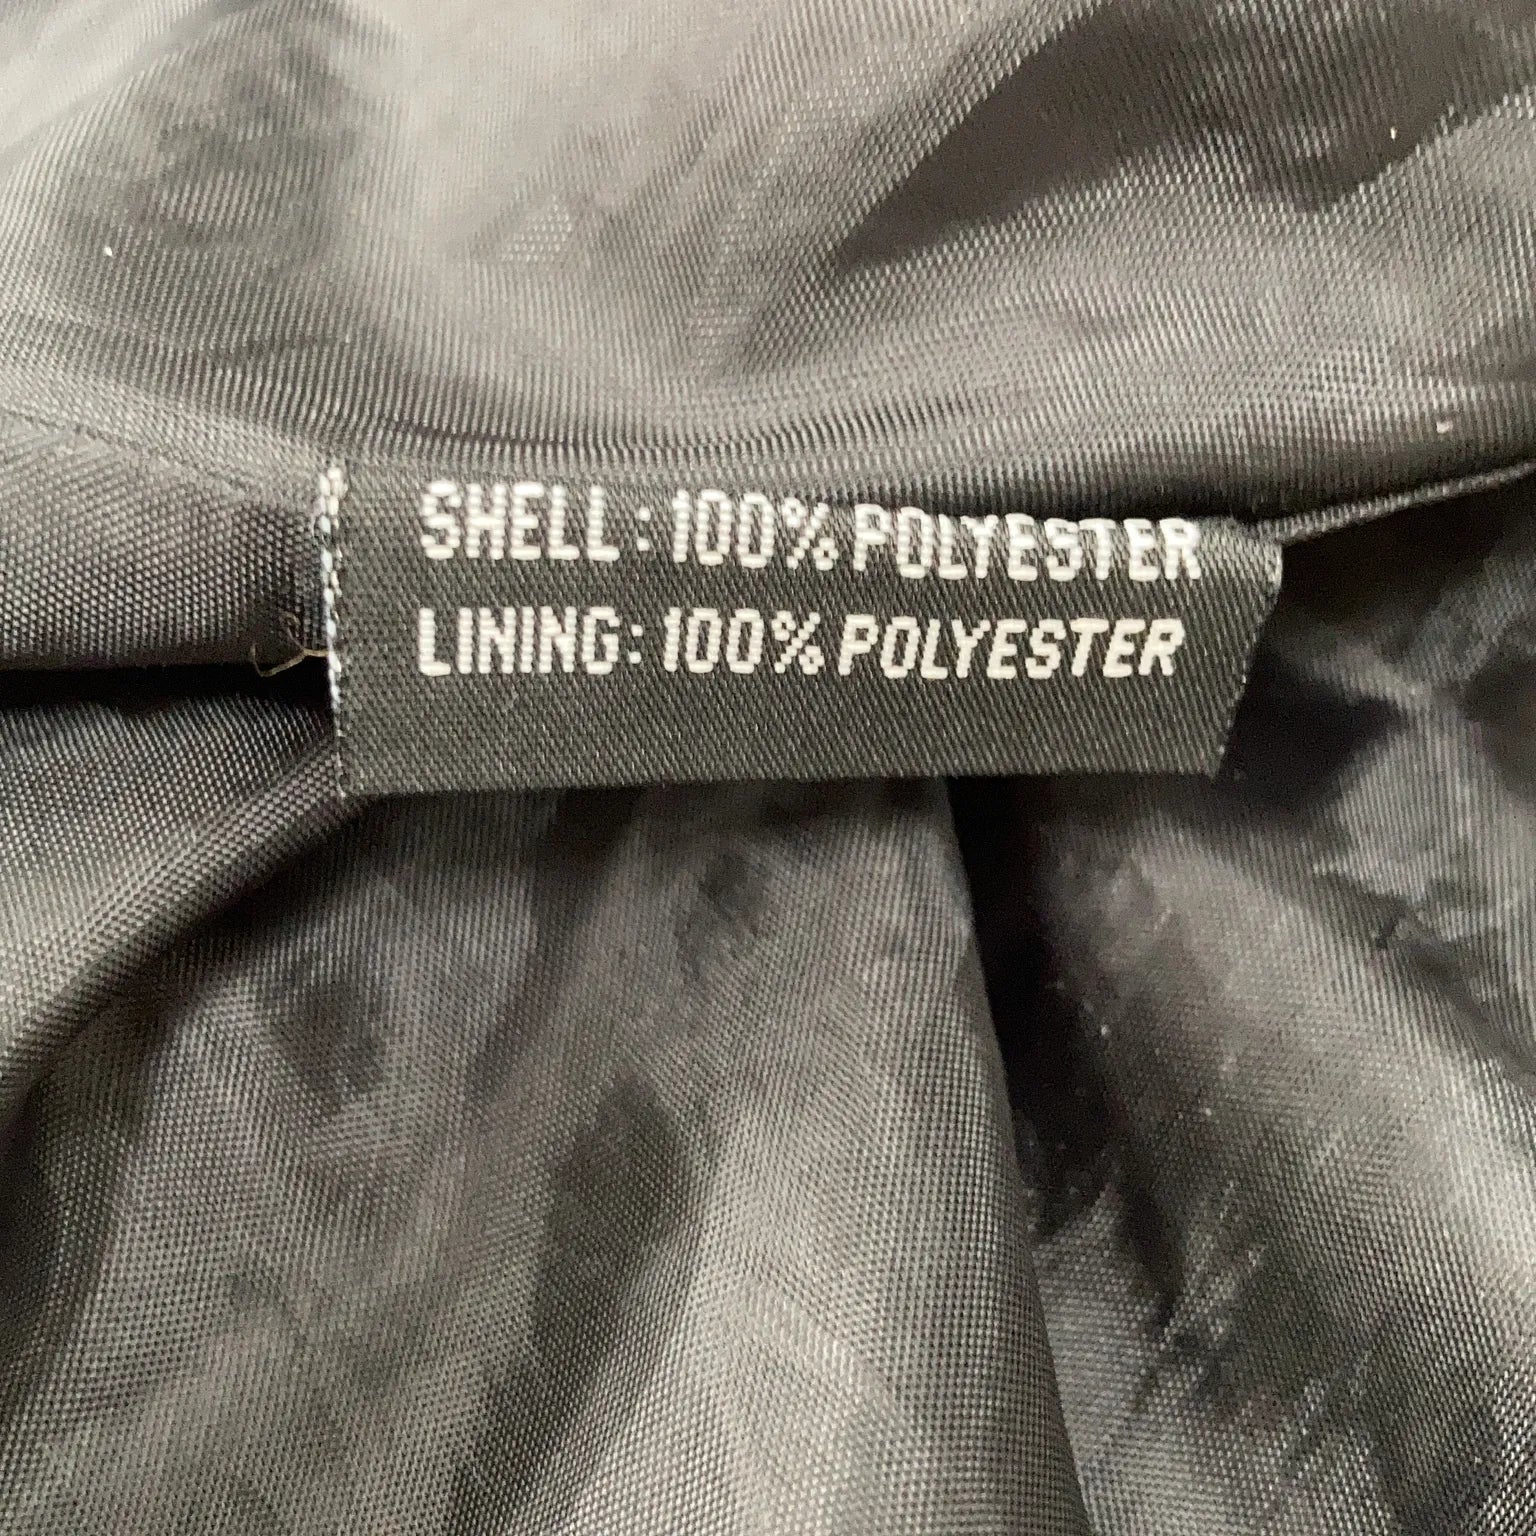 SHELL: 100% POLYESTER
LINING: 100% POLYESTER